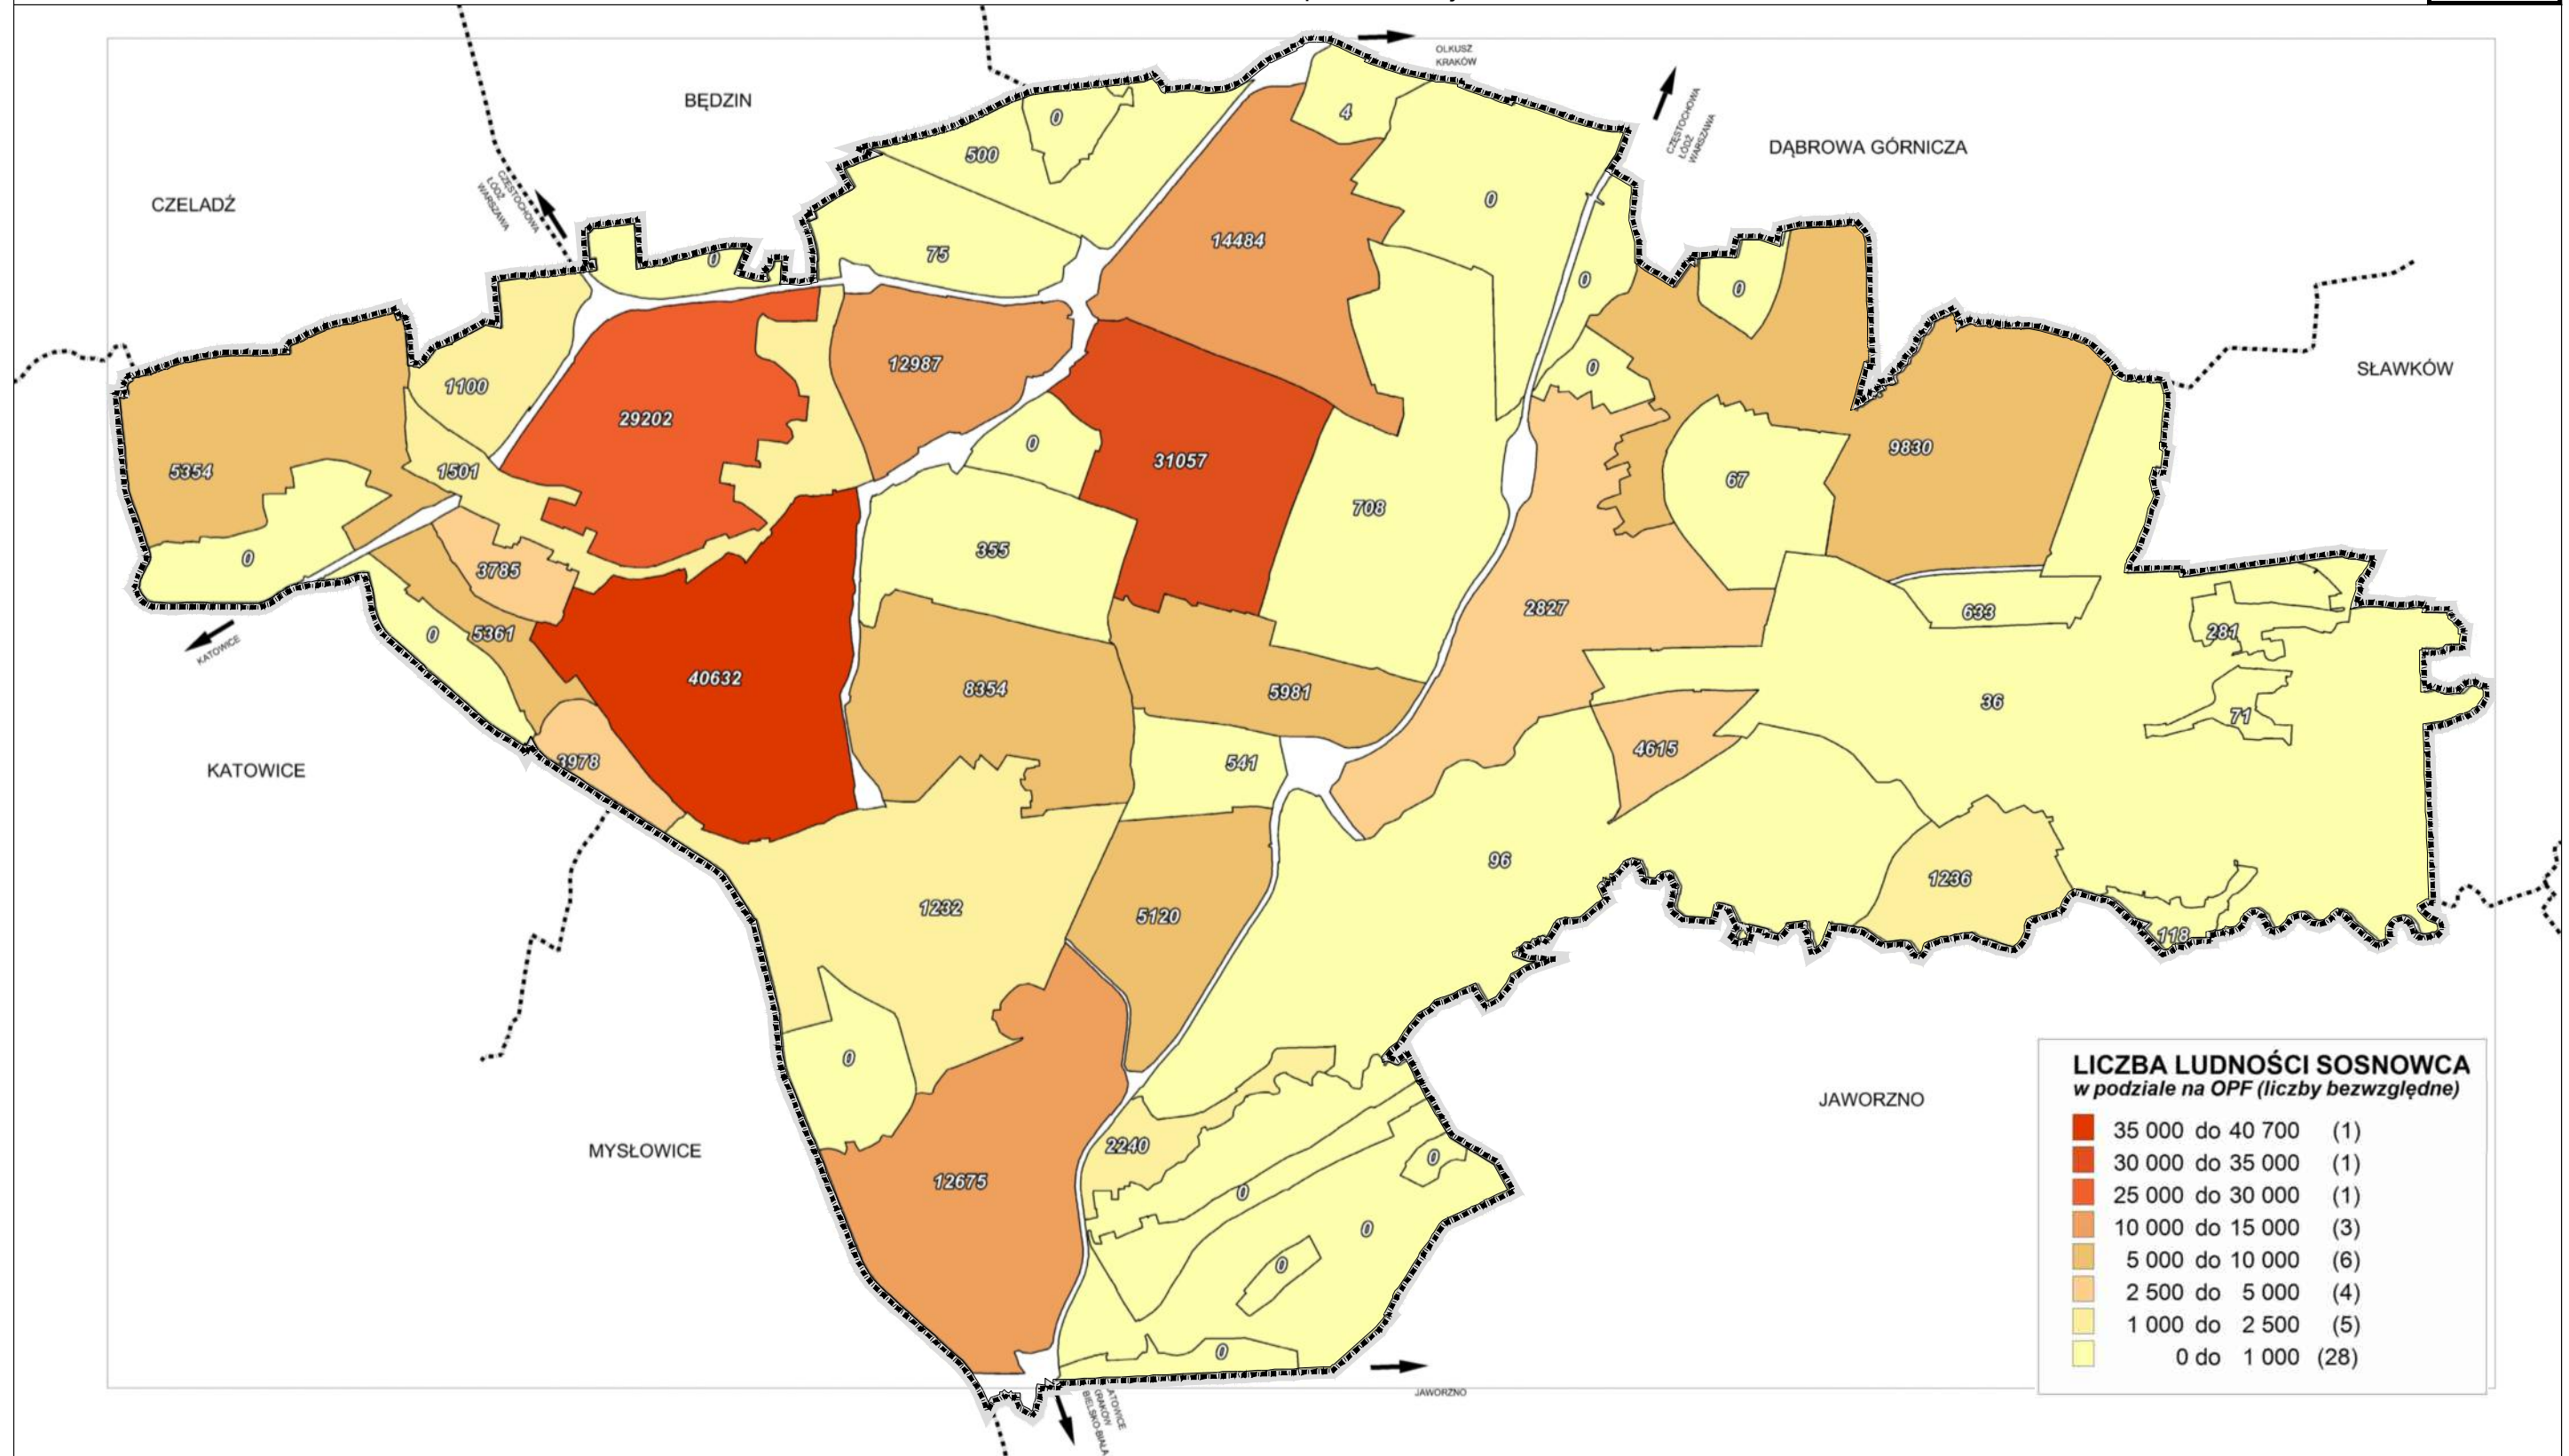 OLKUSZ
KRAKÓW
BĘDZIN
CZĘSTOCHOWA
ŁÓDŹ
WARSZAWA
DĄBROWA GÓRNICZA
CZELADŹ
CZĘSTOCHOWA
ŁÓDŹ
WARSZAWA
SŁAWKÓW
KATOWICE
KATOWICE
MYSŁOWICE
JAWORZNO
JAWORZNO
KRAKÓW
BIELSKO-BIAŁA
0
4
500
0
75
14484
0
0
0
0
12987
1100
29202
0
0
31057
9830
5354
1501
67
708
355
0
3785
2827
633
281
0
5361
40632
8354
5981
36
71
3978
541
4615
96
1236
1232
5120
118
0
2240
0
12675
0
0
0
0
LICZBA LUDNOŚCI SOSNOWCA
w podziale na OPF (liczby bezwzględne)
35 000 do 40 700 (1)
30 000 do 35 000 (1)
25 000 do 30 000 (1)
10 000 do 15 000 (3)
5 000 do 10 000 (6)
2 500 do 5 000 (4)
1 000 do 2 500 (5)
0 do 1 000 (28)